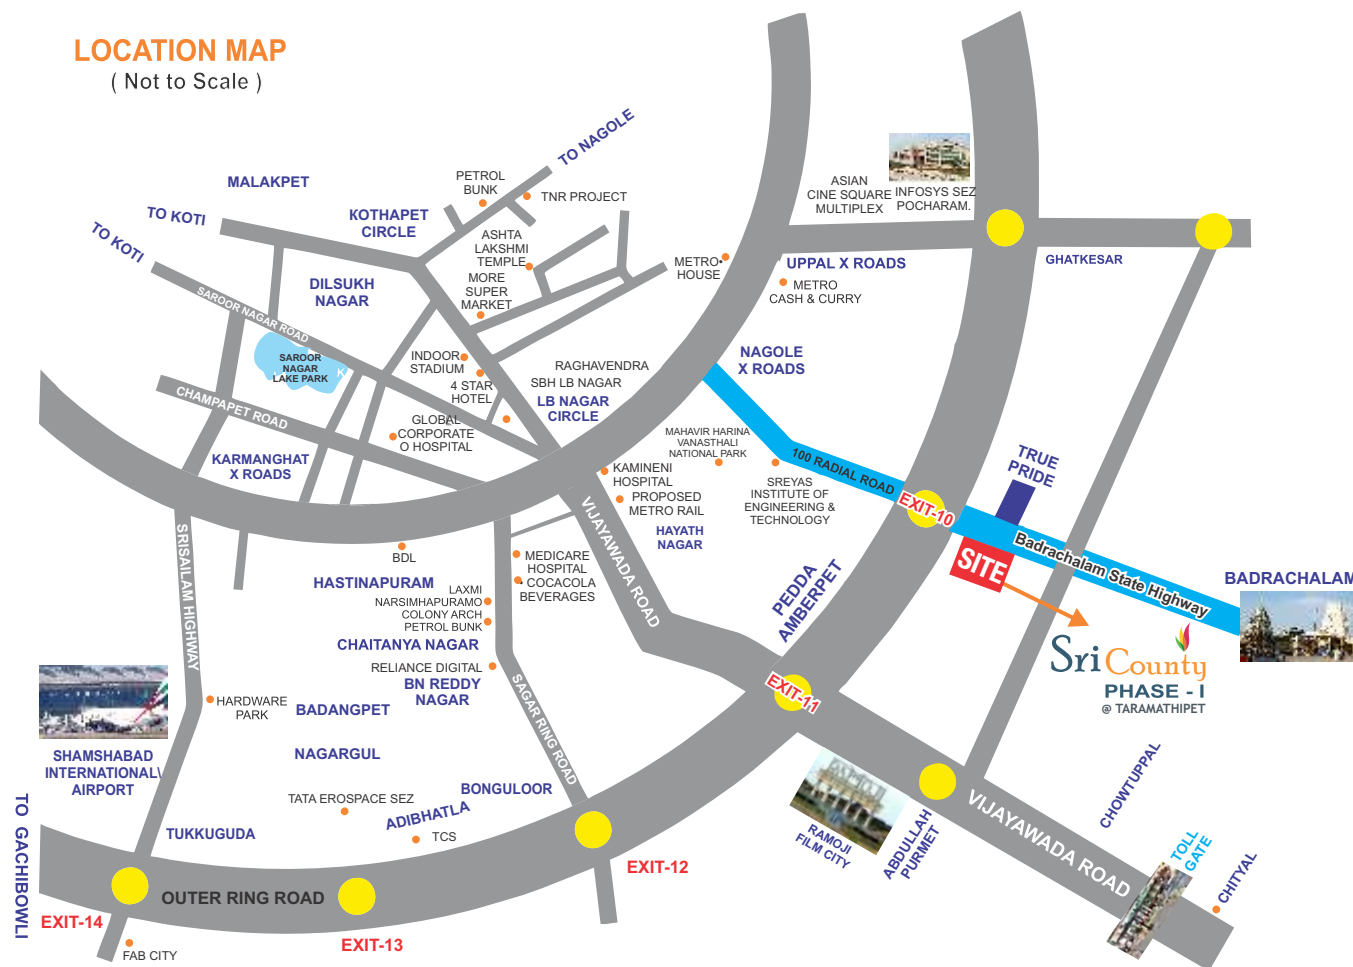 LOCATION MAP
( Not to Scale )
TO NAGOLE
MALAKPET
PETROL
BUNK
TNR PROJECT
TO KOTI
KOTHAPET
CIRCLE
TO KOTI
ASHTA
LAKSHMI
TEMPLE
MORE
SUPER
MARKET
DILSUKH
NAGAR
SAROOR NAGAR ROAD
SAROOR
NAGAR
LAKE PARK
K
INDOOR
STADIUM
4 STAR
HOTEL
RAGHAVENDRA
SBH LB NAGAR
LB NAGAR
CIRCLE
CHAMPAPET ROAD
GLOBAL
CORPORATE
O HOSPITAL
KARMANGHAT
X ROADS
ASIAN
CINE SQUARE
MULTIPLEX
INFOSYS SEZ
POCHARAM.
METRO
HOUSE
UPPAL X ROADS
METRO
CASH & CURRY
GHATKESAR
NAGOLE
X ROADS
MAHAVIR HARINA
VANASTHALI
NATIONAL PARK
100 RADIAL ROAD
KAMINENI
HOSPITAL
PROPOSED
METRO RAIL
SREYAS
INSTITUTE OF
ENGINEERING &
TECHNOLOGY
HAYATH
NAGAR
EXIT-10
TRUE
PRIDE
SITE
Badrachalam State Highway
BADRACHALAM
VIJAYAWADA ROAD
PEDDA
AMBERPET
SRISAILAM HIGHWAY
BDL
HASTINAPURAM
MEDICARE
HOSPITAL
COCACOLA
BEVERAGES
LAXMI
NARSIMHAPURAMO
COLONY ARCH
PETROL BUNK
CHAITANYA NAGAR
RELIANCE DIGITAL
BN REDDY
NAGAR
SAGAR RING ROAD
HARDWARE
PARK
BADANGPET
NAGARGUL
SHAMSHABAD
INTERNATIONAL\
AIRPORT
BONGULOOR
TATA EROSPACE SEZ
ADIBHATLA
TCS
TUKKUGUDA
TO GACHIBOWLI
OUTER RING ROAD
EXIT-14
EXIT-13
EXIT-12
EXIT-11
FAB CITY
Sri County
PHASE - I
@ TARAMATHIPET
RAMOJI
FILM CITY
ABDULLAH
PURMET
VIJAYAWADA ROAD
CHOWTUPPAL
TOLL
GATE
CHITYAL